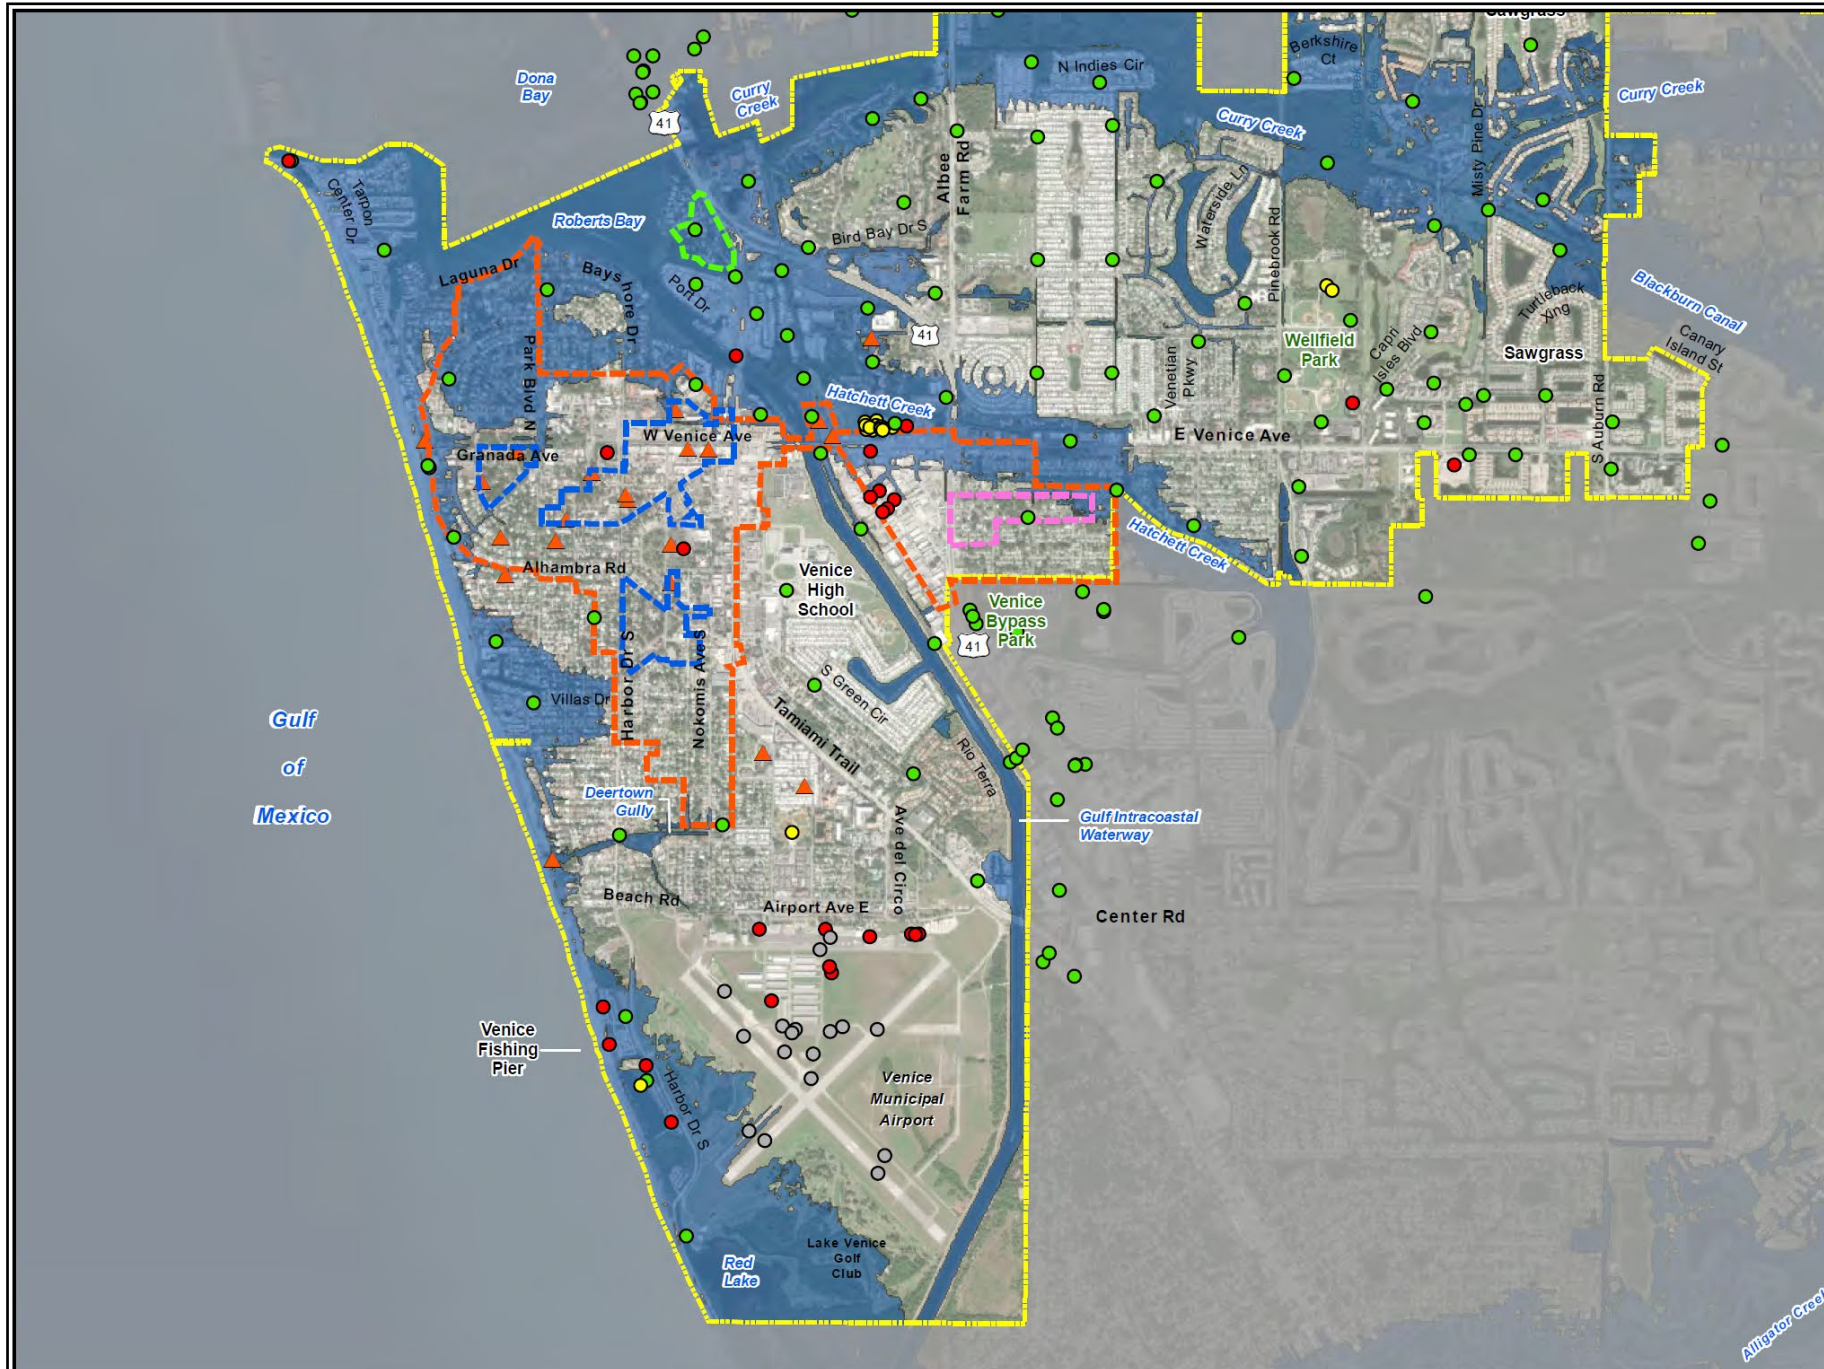 Sawgrass
Berkshire
Ct
N Indies Cir
Dona
Bay
Curry
Creek
Curry Creek
41
Curry Creek
Misty Pine Dr
Albee
Farm Rd
Tarpon
Center Dr
Roberts Bay
Waterside Ln
Bird Bay Dr S
Pinebrook Rd
Laguna Dr
Bayshore Dr
Port Dr
Blackburn Canal
Turtleback
Xing
41
Canary
Island St
Wellfield
Park
Capri
Isles Blvd
Sawgrass
Park Blvd N
Venetian
Pkwy
Hatchett Creek
S Auburn Rd
W Venice Ave
E Venice Ave
Granada Ave
Hatchett Creek
Alhambra Rd
Venice
High
School
Venice
Bypass
Park
41
Harbor Dr S
Nokomis Ave S
S Green Cir
Villas Dr
Tamiami Trail
Rio Terra
Gulf
of
Mexico
Deertown
Gully
Gulf Intracoastal
Waterway
Ave del Circo
Beach Rd
Airport Ave E
Center Rd
Venice
Fishing
Pier
Harbor Dr S
Venice
Municipal
Airport
Lake Venice
Golf
Club
Red
Lake
Alligator Creek